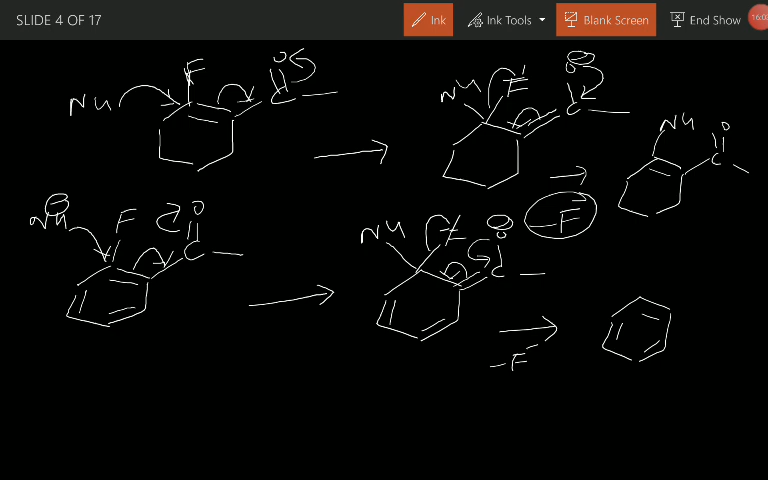 SLIDE 4 OF 17
Ink
Ink Tools
Blank Screen
End Show
Nu F O C
Nu F O C
-F
Nu O C
Nu F O C
Nu F O C
-F